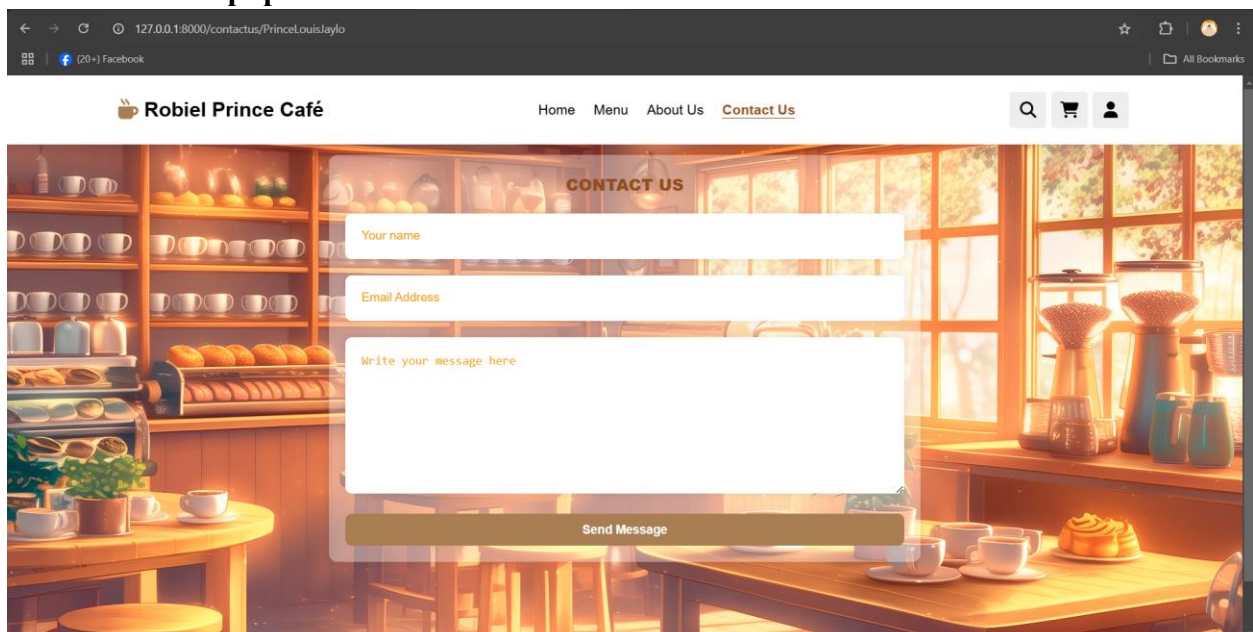 127.0.0.1:8000/contactus/PrinceLouisJaylo
(20+) Facebook
All Bookmarks
Robiel Prince Café
Home Menu About Us Contact Us
CONTACT US
Your name
Email Address
Write your message here
Send Message